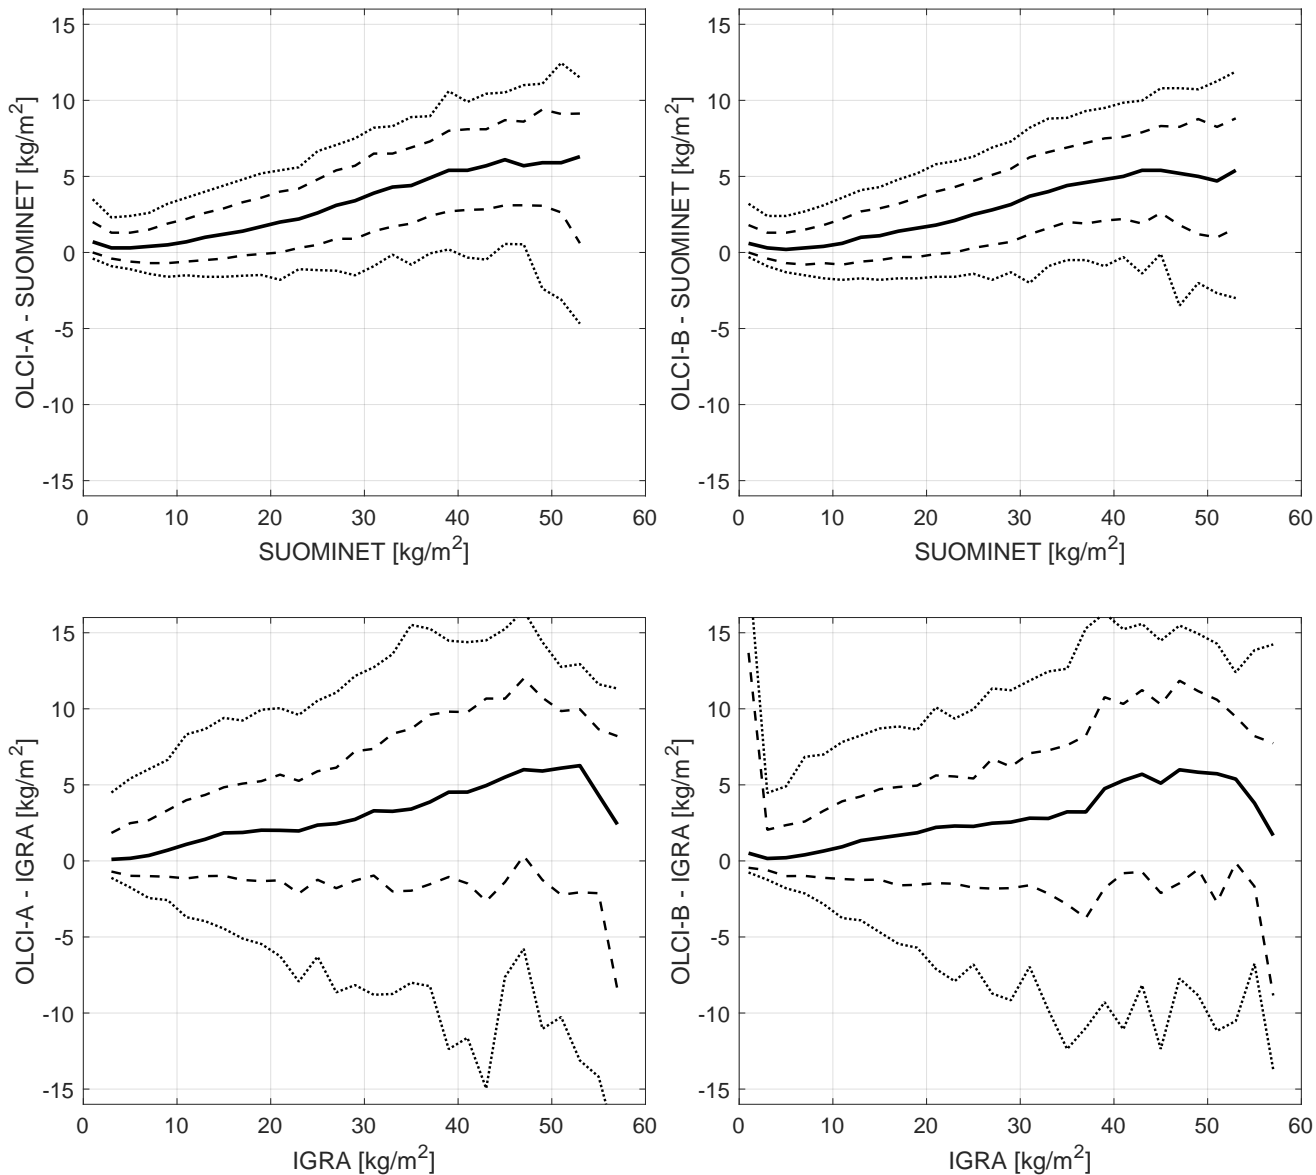 15
10
5
0
-5
-10
-15
0 10 20 30 40 50 60
SUOMINET [kg/m²]
OLCI-A - SUOMINET [kg/m²]
15
10
5
0
-5
-10
-15
0 10 20 30 40 50 60
SUOMINET [kg/m²]
OLCI-B - SUOMINET [kg/m²]
15
10
5
0
-5
-10
-15
0 10 20 30 40 50 60
IGRA [kg/m²]
OLCI-A - IGRA [kg/m²]
15
10
5
0
-5
-10
-15
0 10 20 30 40 50 60
IGRA [kg/m²]
OLCI-B - IGRA [kg/m²]